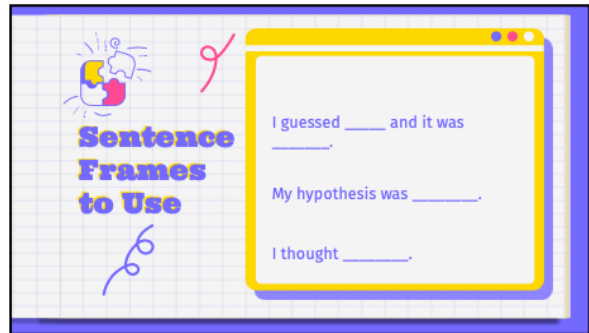 Sentence
Frames
to Use
I guessed _____ and it was
_______.
My hypothesis was ________.
I thought ________.